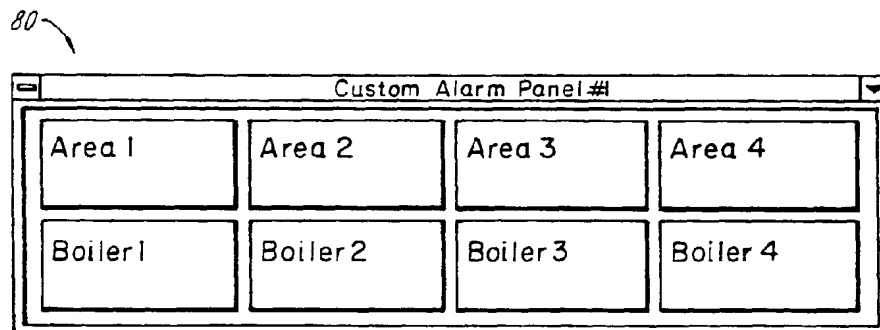 80
Custom Alarm Panel #1
Area 1 Area 2 Area 3 Area 4
Boiler 1 Boiler 2 Boiler 3 Boiler 4